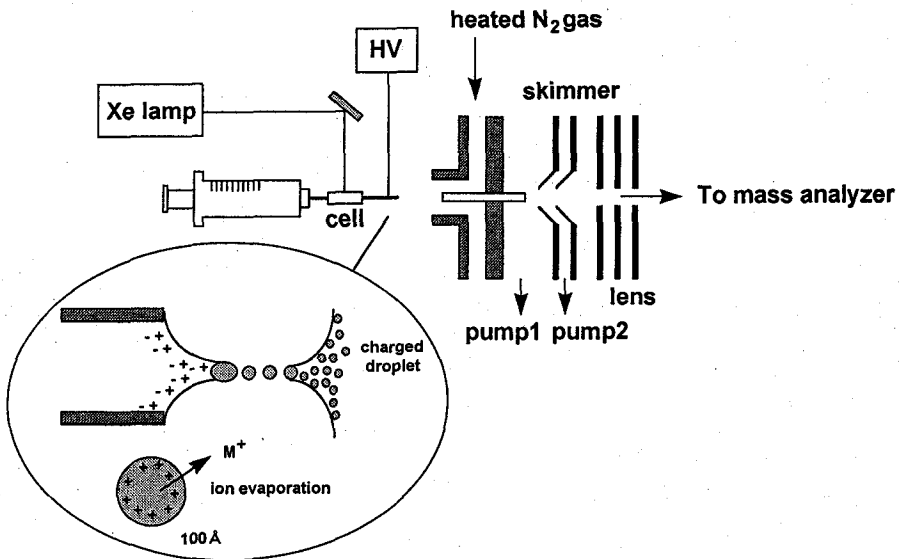 heated N₂ gas
HV
Xe lamp
skimmer
cell
To mass analyzer
lens
pump1 pump2
charged
droplet
- +
- +
- +
- +
- +
- +
- +
M⁺
ion evaporation
+ + + + + + + + + +
100 Å